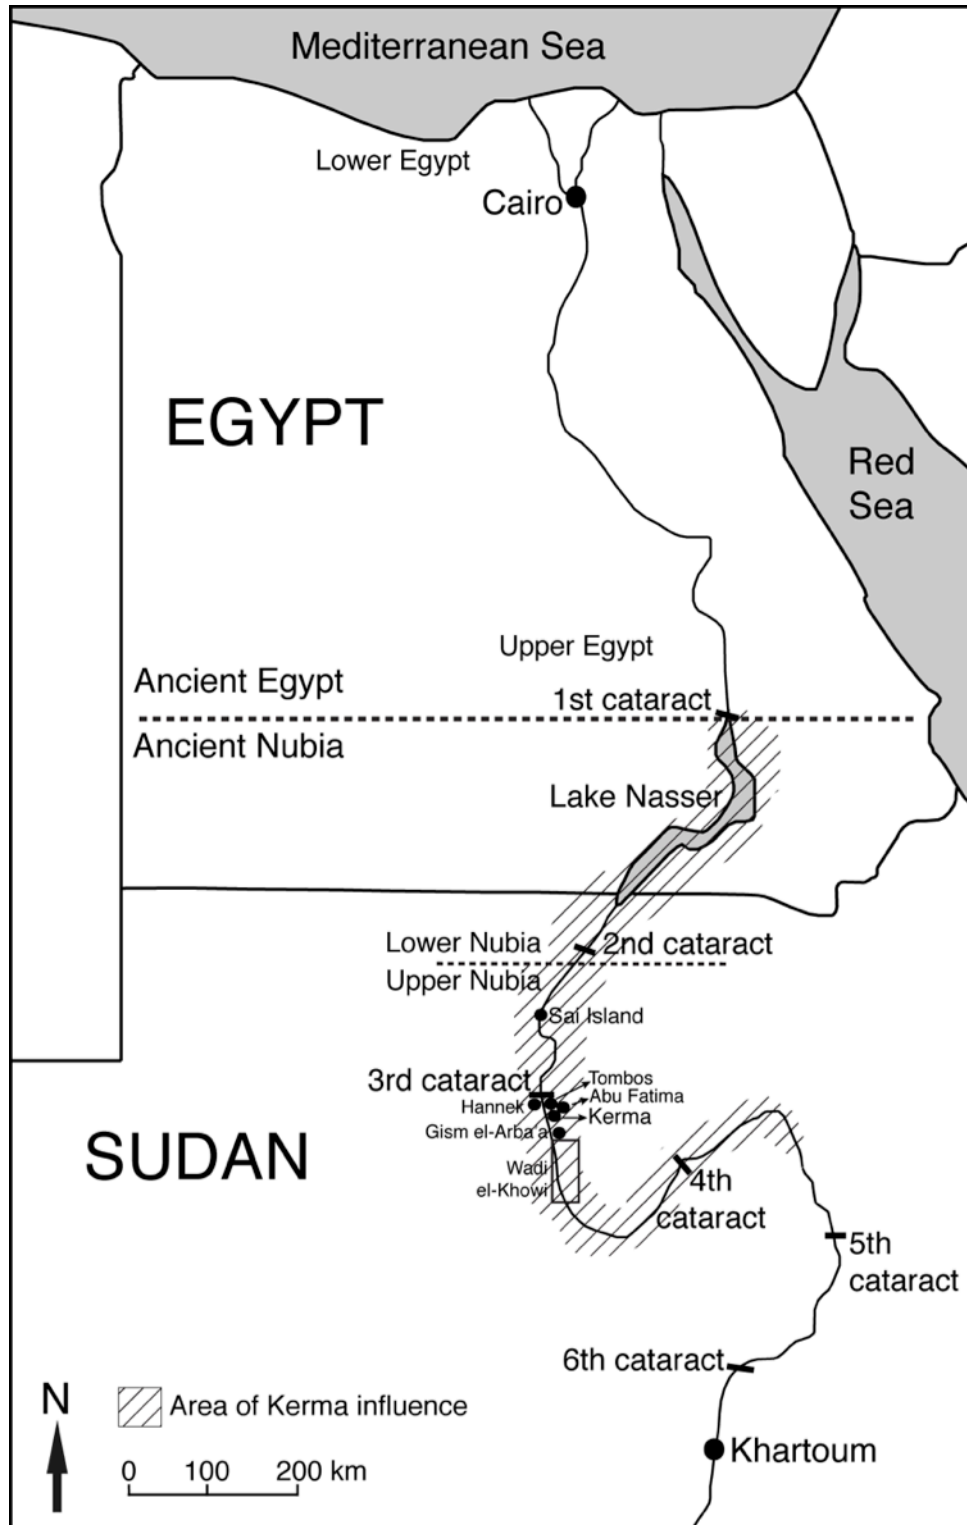 Mediterranean Sea
Lower Egypt
Cairo
EGYPT
Red
Sea
Upper Egypt
Ancient Egypt
1st cataract
Ancient Nubia
Lake Nasser
Lower Nubia
2nd cataract
Upper Nubia
Sai Island
3rd cataract
Tombos
Abu Fatima
Hannek
Kerma
Gism el-Arba'a
SUDAN
Wadi
el-Khowi
4th
cataract
5th
cataract
6th cataract
N
Area of Kerma influence
Khartoum
0 100 200 km